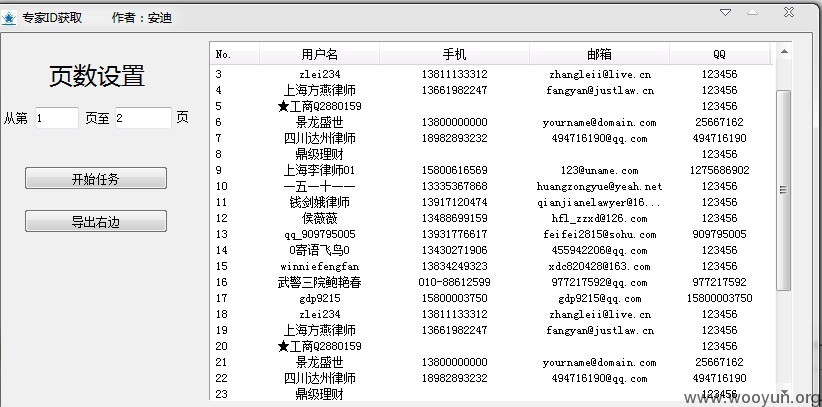 专家ID获取 作者：安迪
页数设置
从第 1 页至 2 页
开始任务
导出右边
No. 用户名 手机 邮箱 QQ
3 zlei234 13811133312 zhangleii@live.cn 123456
4 上海方燕律师 13661982247 fangyan@justlaw.cn 123456
5 ★工商Q2880159 123456
6 景龙盛世 13800000000 yourname@domain.com 25667162
7 四川达州律师 18982893232 494716190@qq.com 494716190
8 鼎级理财 123456
9 上海李律师01 15800616569 123@uname.com 1275686902
10 一五一十一一 13335367868 huangzongyue@yeah.net 123456
11 钱剑娥律师 13917120474 qianjianelawyer@16... 123456
12 侯薇薇 13488699159 hfl_zzxd@126.com 123456
13 qq_909795005 13931776617 feifei2815@sohu.com 909795005
14 0寄语飞鸟0 13430271906 455942206@qq.com 123456
15 winniefengfan 13834249323 xdc820428@163.com 123456
16 武警三院鲍艳春 010-88612599 977217592@qq.com 977217592
17 gdp9215 15800003750 gdp9215@qq.com 15800003750
18 zlei234 13811133312 zhangleii@live.cn 123456
19 上海方燕律师 13661982247 fangyan@justlaw.cn 123456
20 ★工商Q2880159 123456
21 景龙盛世 13800000000 yourname@domain.com 25667162
22 四川达州律师 18982893232 494716190@qq.com 494716190
23 鼎级理财 123456
www.wooyun.org